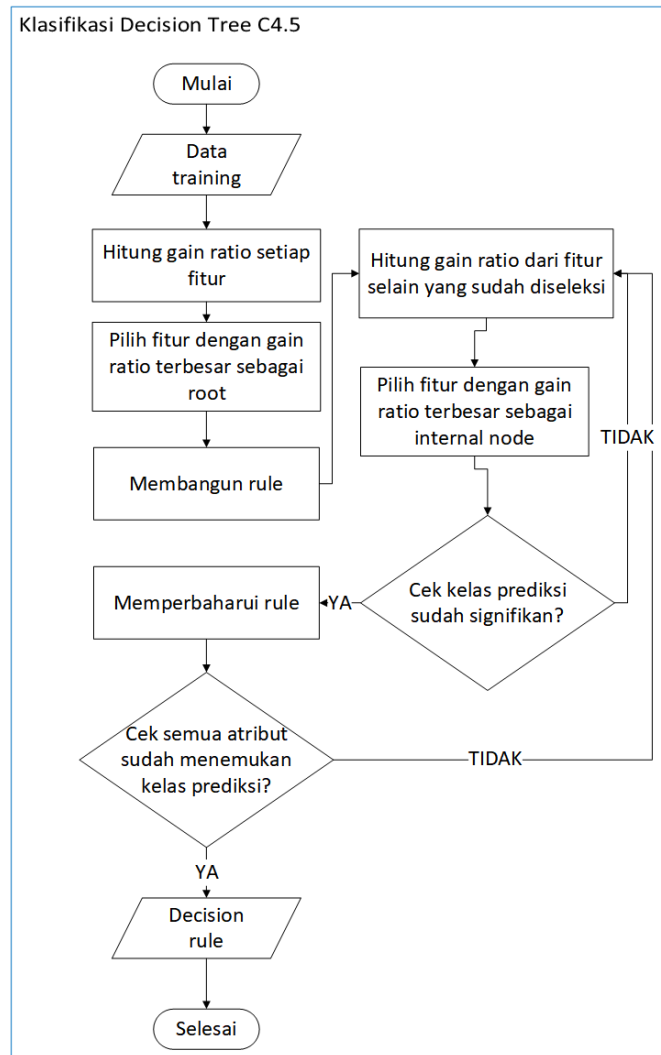 Klasifikasi Decision Tree C4.5
Mulai
Data
training
Hitung gain ratio setiap
fitur
Pilih fitur dengan gain
ratio terbesar sebagai
root
Membangun rule
Hitung gain ratio dari fitur
selain yang sudah diseleksi
Pilih fitur dengan gain
ratio terbesar sebagai
internal node
TIDAK
Cek kelas prediksi
sudah signifikan?
YA
Memperbaharui rule
Cek semua atribut
sudah menemukan
kelas prediksi?
TIDAK
YA
Decision
rule
Selesai